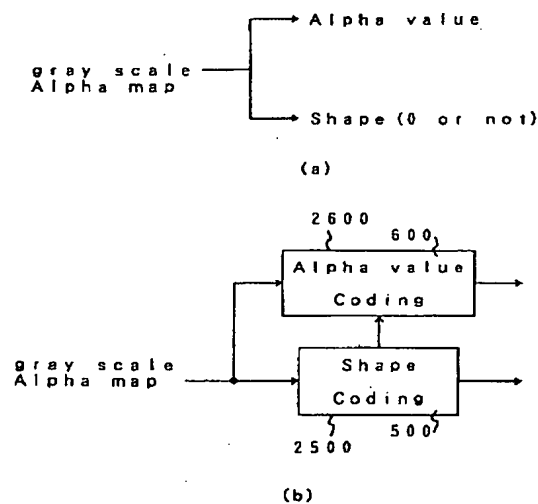 Alpha value
gray scale
Alpha map
Shape (0 or not)
(a)
2600
600
Alpha value
Coding
gray scale
Alpha map
Shape
Coding
2500
500
(b)